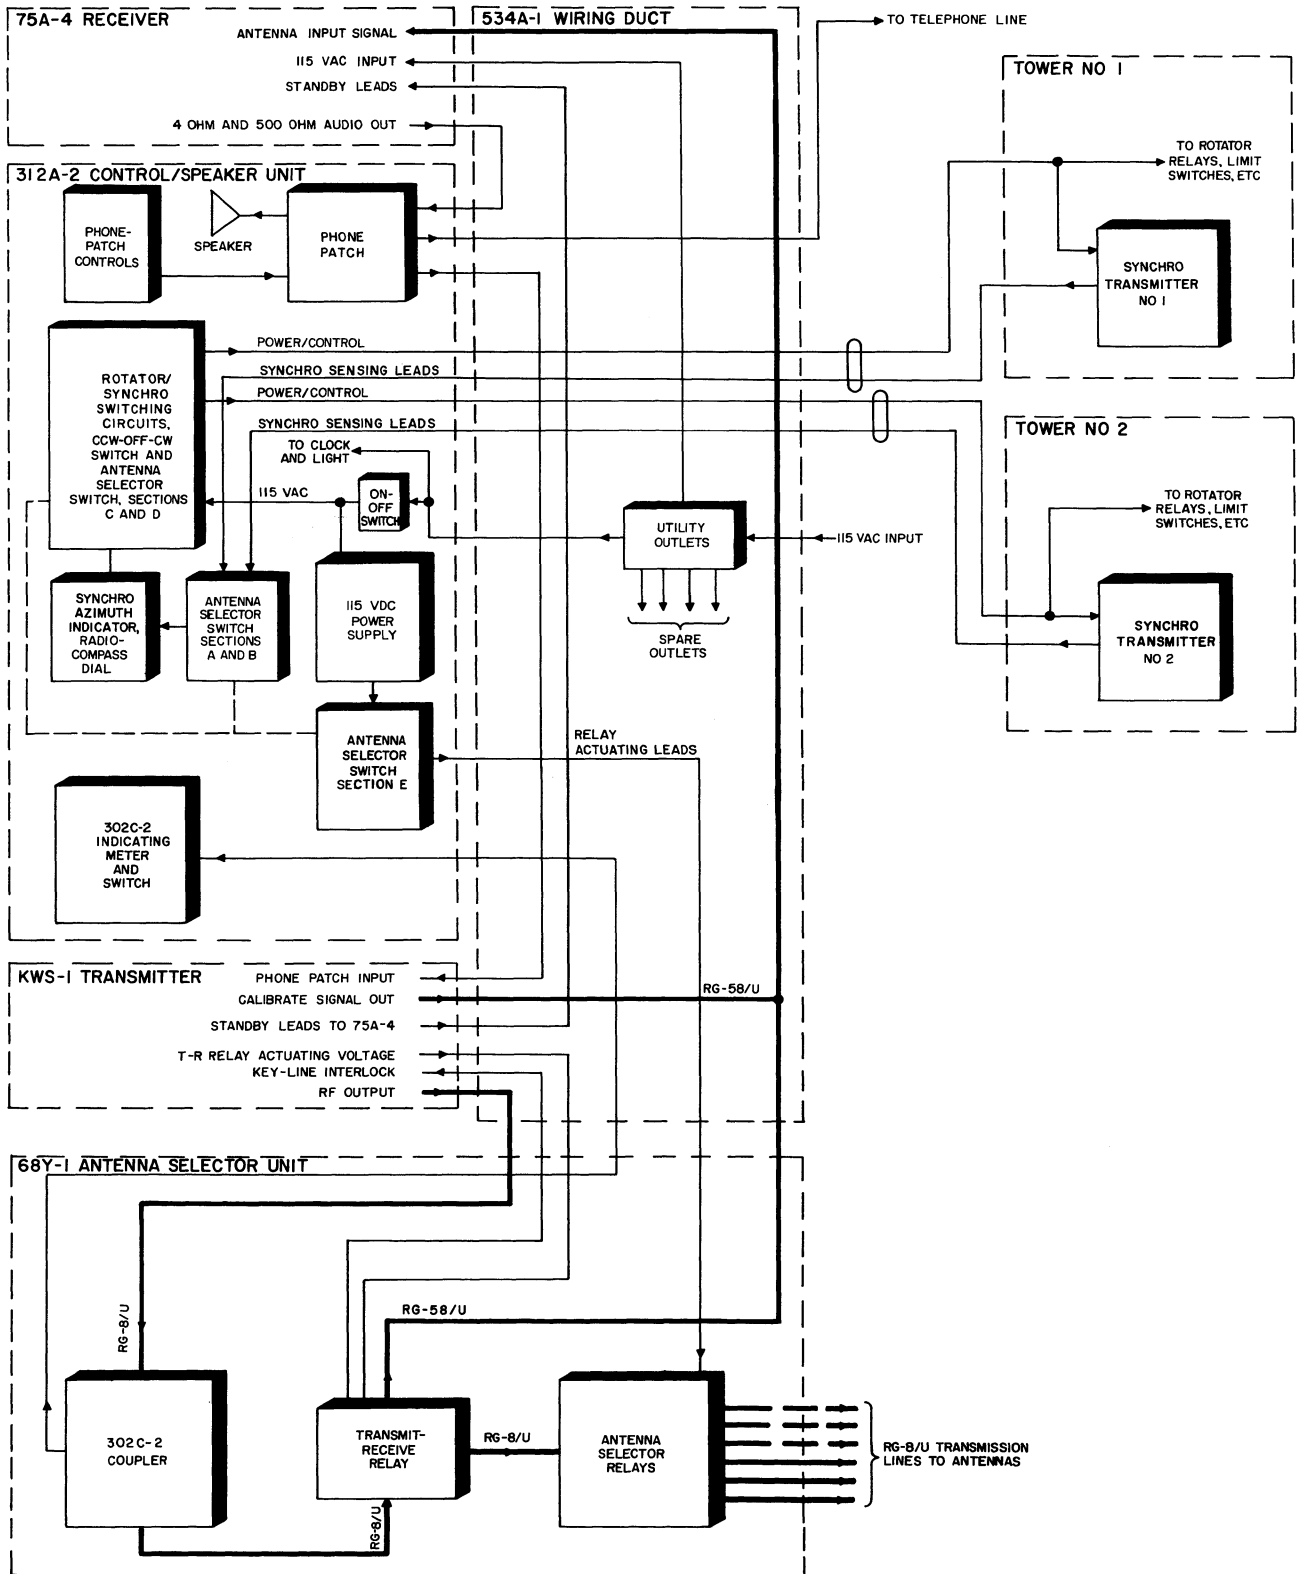 75A-4 RECEIVER
ANTENNA INPUT SIGNAL
115 VAC INPUT
STANDBY LEADS
4 OHM AND 500 OHM AUDIO OUT
534A-1 WIRING DUCT
TO TELEPHONE LINE
312A-2 CONTROL/SPEAKER UNIT
PHONE-
PATCH
CONTROLS
SPEAKER
PHONE
PATCH
POWER/CONTROL
SYNCHRO SENSING LEADS
POWER/CONTROL
SYNCHRO SENSING LEADS
TO CLOCK
AND LIGHT
ROTATOR/
SYNCHRO
SWITCHING
CIRCUITS,
CCW-OFF-CW
SWITCH AND
ANTENNA
SELECTOR
SWITCH, SECTIONS
C AND D
115 VAC
ON-
OFF
SWITCH
SYNCHRO
AZIMUTH
INDICATOR,
RADIO-
COMPASS
DIAL
ANTENNA
SELECTOR
SWITCH
SECTIONS
A AND B
115 VDC
POWER
SUPPLY
ANTENNA
SELECTOR
SWITCH
SECTION E
302C-2
INDICATING
METER
AND
SWITCH
UTILITY
OUTLETS
115 VAC INPUT
SPARE
OUTLETS
RELAY
ACTUATING LEADS
TOWER NO 1
TO ROTATOR
RELAYS, LIMIT
SWITCHES, ETC
SYNCHRO
TRANSMITTER
NO 1
TOWER NO 2
TO ROTATOR
RELAYS, LIMIT
SWITCHES, ETC
SYNCHRO
TRANSMITTER
NO 2
KWS-1 TRANSMITTER
PHONE PATCH INPUT
CALIBRATE SIGNAL OUT
RG-58/U
STANDBY LEADS TO 75A-4
T-R RELAY ACTUATING VOLTAGE
KEY-LINE INTERLOCK
RF OUTPUT
68Y-1 ANTENNA SELECTOR UNIT
RG-8/U
RG-58/U
302C-2
COUPLER
TRANSMIT-
RECEIVE
RELAY
RG-8/U
RG-8/U
ANTENNA
SELECTOR
RELAYS
RG-8/U TRANSMISSION
LINES TO ANTENNAS